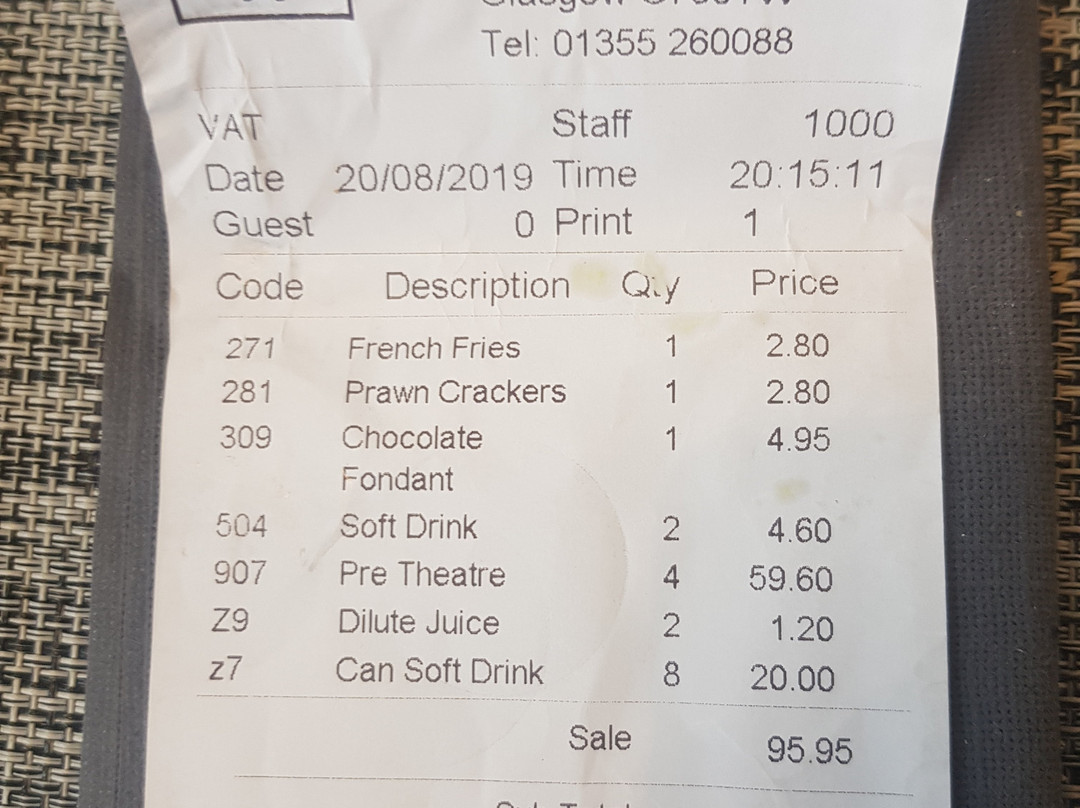 Tel: 01355 260088
VAT Staff 1000
Date 20/08/2019 Time 20:15:11
Guest 0 Print 1
Code Description Qty Price
271 French Fries 1 2.80
281 Prawn Crackers 1 2.80
309 Chocolate 1 4.95
Fondant
504 Soft Drink 2 4.60
907 Pre Theatre 4 59.60
Z9 Dilute Juice 2 1.20
z7 Can Soft Drink 8 20.00
Sale 95.95